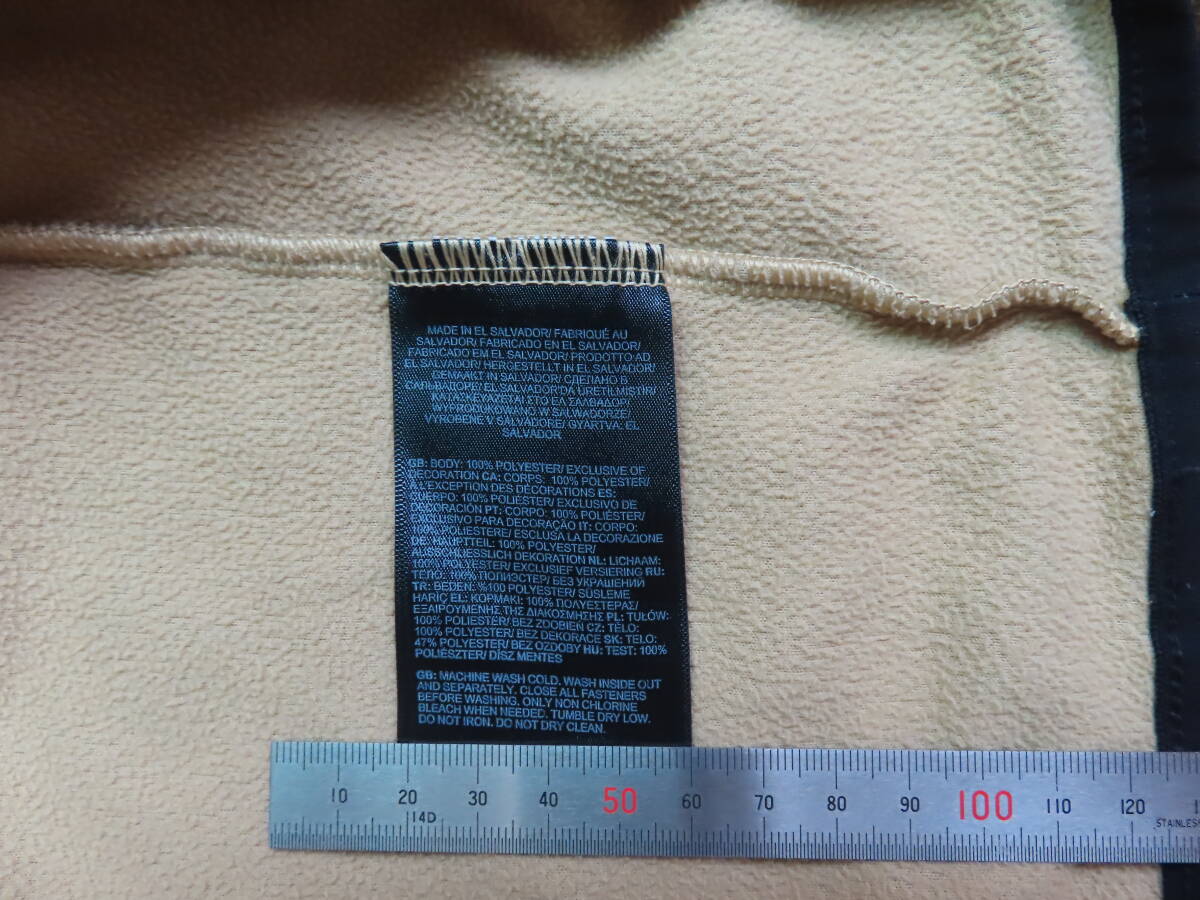 MADE IN EL SALVADOR/ FABRIQUÉ AU
SALVADOR/ FABRICADO EN EL SALVADOR/
FABRICADO EM EL SALVADOR/ PRODOTTO AD
EL SALVADOR/ HERGESTELLT IN EL SALVADOR/
GEMAAKT IN SALVADOR/ СДЕЛАНО В
САЛЬВАДОРЕ/ EL SALVADOR'DA ÜRETİLMİŞTİR/
ΚΑΤΑΣΚΕΥΑΖΕΤΑΙ ΣΤΟ ΕΛ ΣΑΛΒΑΔΟΡ/
WYPRODUKOWANO W SALWADORZE/
VYROBENE V SALVADORE/ GYÁRTVA: EL
SALVADOR
GB: BODY: 100% POLYESTER/ EXCLUSIVE OF
DECORATION CA: CORPS: 100% POLYESTER/
L'EXCEPTION DES DÉCORATIONS ES:
CUERPO: 100% POLIÉSTER/ EXCLUSIVO DE
DECORACIÓN PT: CORPO: 100% POLIÉSTER/
EXCLUSIVO PARA DECORAÇÃO IT: CORPO:
100% POLIESTERE/ ESCLUSA LA DECORAZIONE
DE: HAUPTTEIL: 100% POLYESTER/
AUSSCHLIESSLICH DEKORATION NL: LICHAAM:
100% POLYESTER/ EXCLUSIEF VERSIERING RU:
ТЕЛО: 100% ПОЛИЭСТЕР/ БЕЗ УКРАШЕНИЙ
TR: BEDEN: %100 POLYESTER/ SÜSLEME
HARİÇ EL: ΚΟΡΜΑΚΙ: 100% ΠΟΛΥΕΣΤΕΡΑΣ/
ΕΞΑΙΡΟΥΜΕΝΗΣ ΤΗΣ ΔΙΑΚΟΣΜΗΣΗΣ PL: TUŁÓW:
100% POLIESTER/ BEZ ZDOBIEN CZ: TĚLO:
100% POLYESTER/ BEZ DEKORACE SK: TELO:
47% POLYESTER/ BEZ OZDOBY HU: TEST: 100%
POLIÉSZTER/ DÍSZ MENTES
GB: MACHINE WASH COLD. WASH INSIDE OUT
AND SEPARATELY. CLOSE ALL FASTENERS
BEFORE WASHING. ONLY NON CHLORINE
BLEACH WHEN NEEDED. TUMBLE DRY LOW.
DO NOT IRON. DO NOT DRY CLEAN.
10 20 30 40 50 60 70 80 90 100 110 120
14D